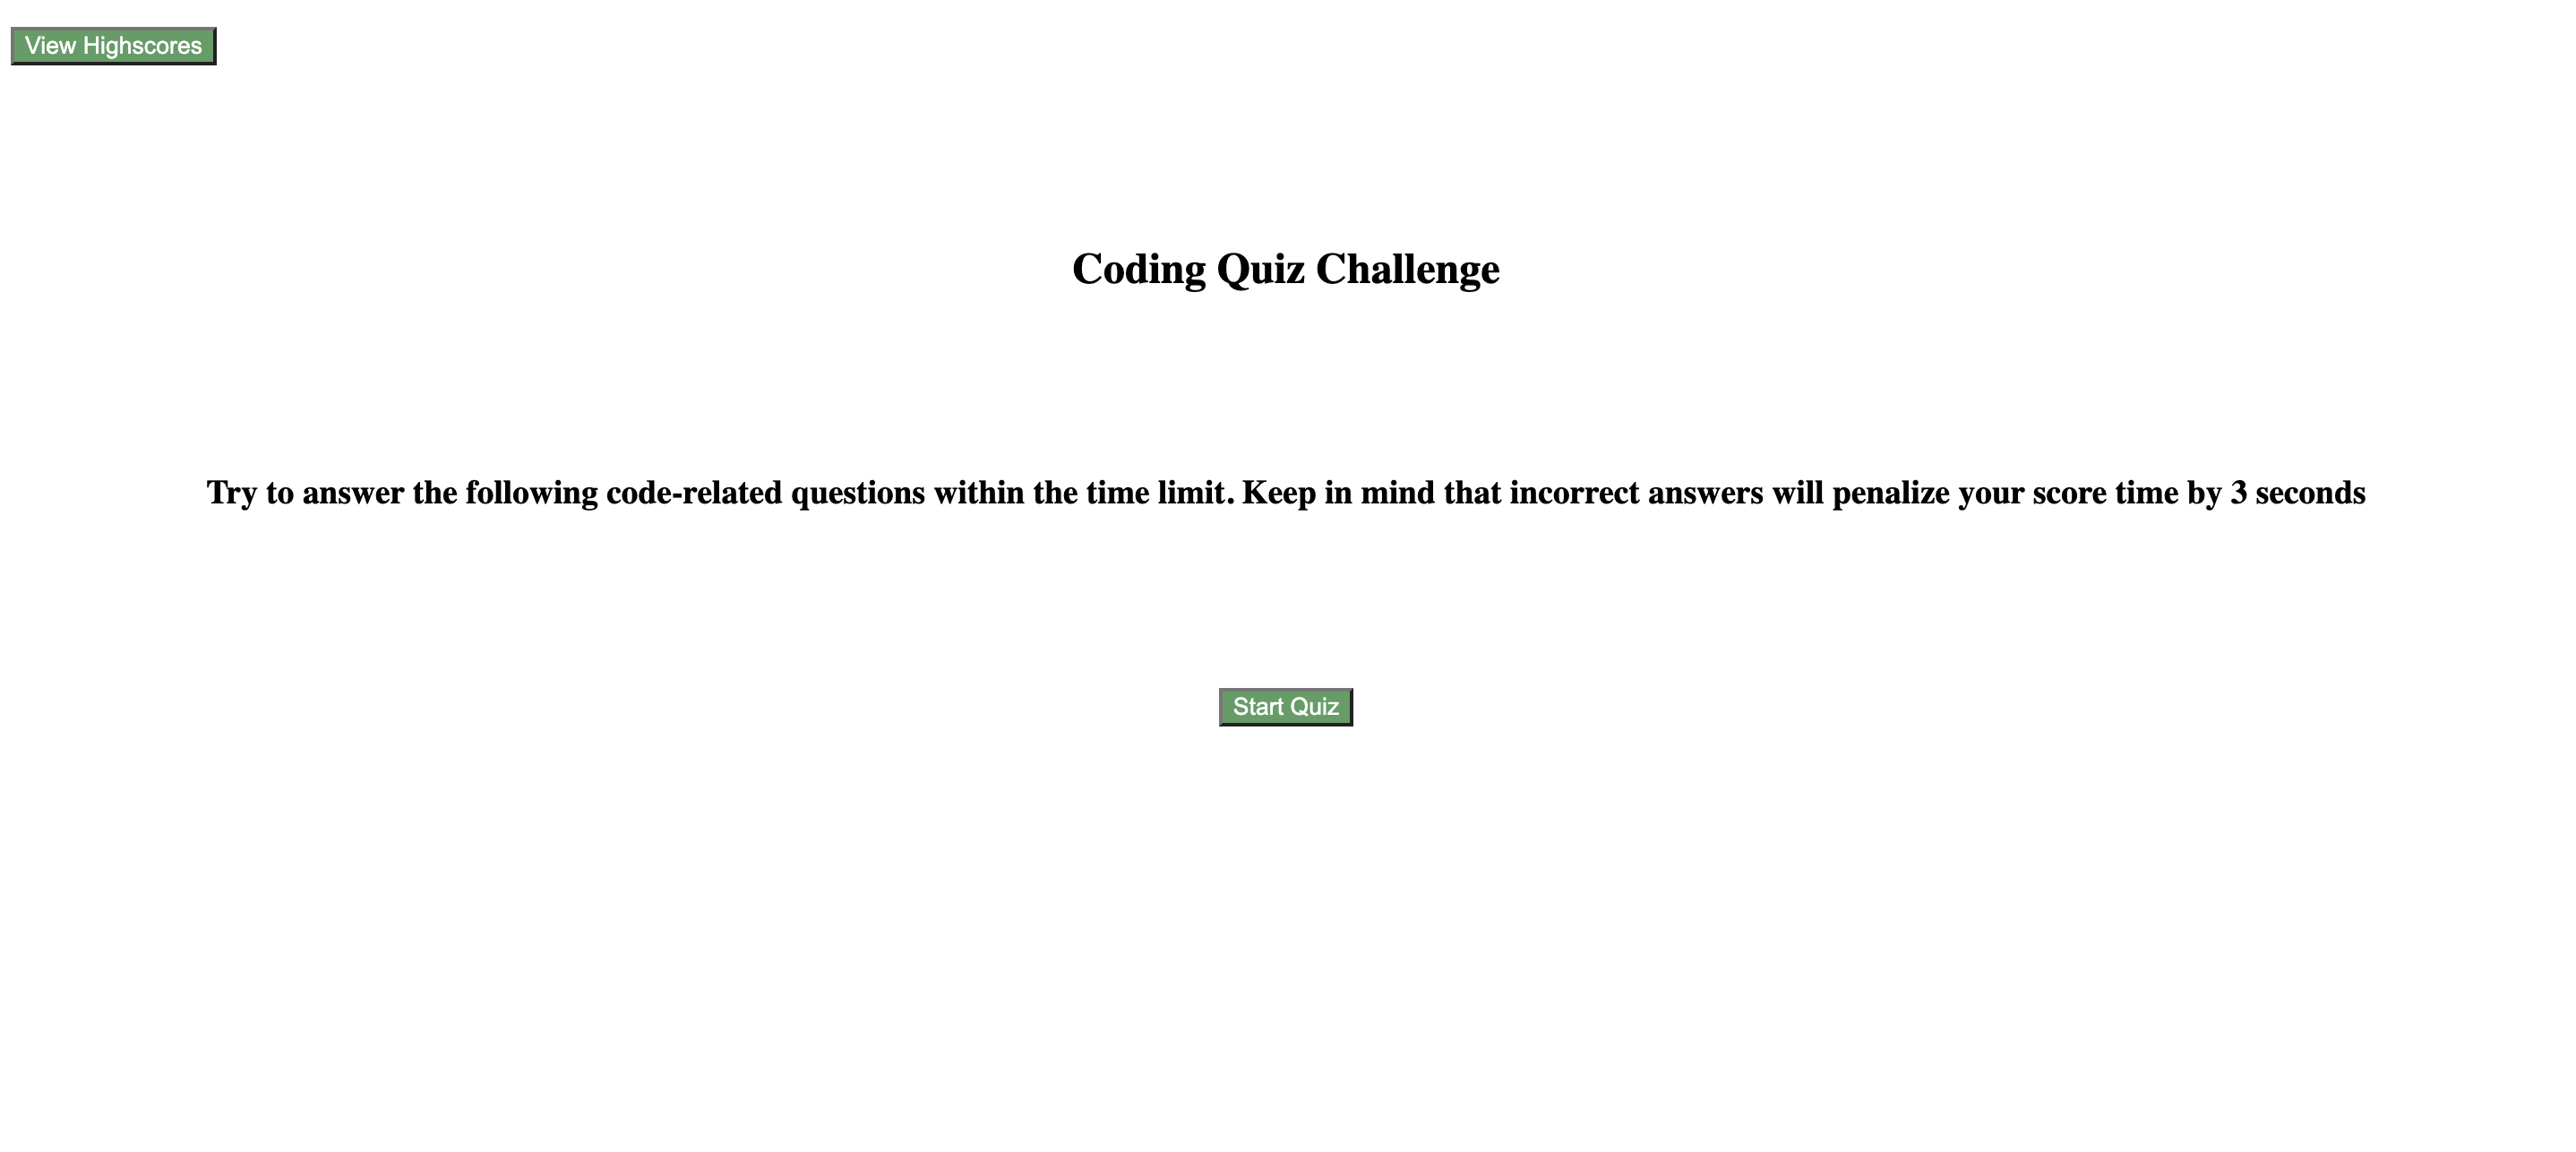 View Highscores
Coding Quiz Challenge
Try to answer the following code-related questions within the time limit. Keep in mind that incorrect answers will penalize your score time by 3 seconds
Start Quiz